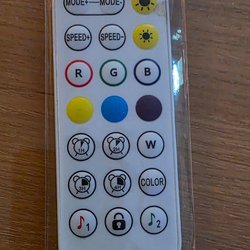 MODE+ MODE-
SPEED+ SPEED-
R G B
W
COLOR
1 2